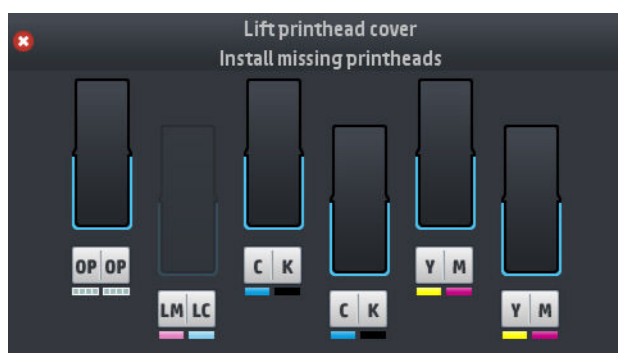 Lift printhead cover
Install missing printheads
OP OP
C K
Y M
LM LC
C K
Y M